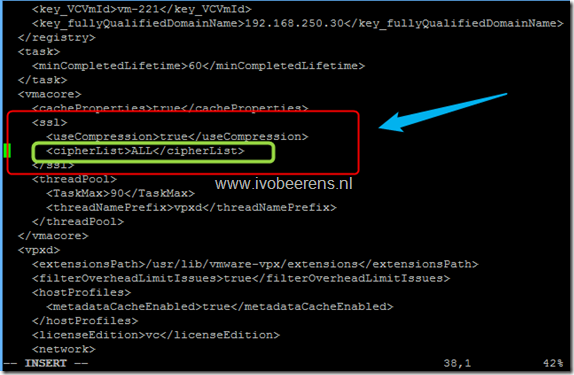 <key_VCVmId>vm-221</key_VCVmId>
<key_fullyQualifiedDomainName>192.168.250.30</key_fullyQualifiedDomainName>
</registry>
<task>
<minCompletedLifetime>60</minCompletedLifetime>
</task>
<vmacore>
<cacheProperties>true</cacheProperties>
<ssl>
<useCompression>true</useCompression>
<cipherList>ALL</cipherList>
</ssl>
<threadPool>
www.ivobeerens.nl
<TaskMax>90</TaskMax>
<threadNamePrefix>vpxd</threadNamePrefix>
</threadPool>
</vmacore>
<vpxd>
<extensionsPath>/usr/lib/vmware-vpx/extensions</extensionsPath>
<filterOverheadLimitIssues>true</filterOverheadLimitIssues>
<hostProfiles>
<metadataCacheEnabled>true</metadataCacheEnabled>
</hostProfiles>
<licenseEdition>vc</licenseEdition>
<network>
-- INSERT -- 38,1 42%